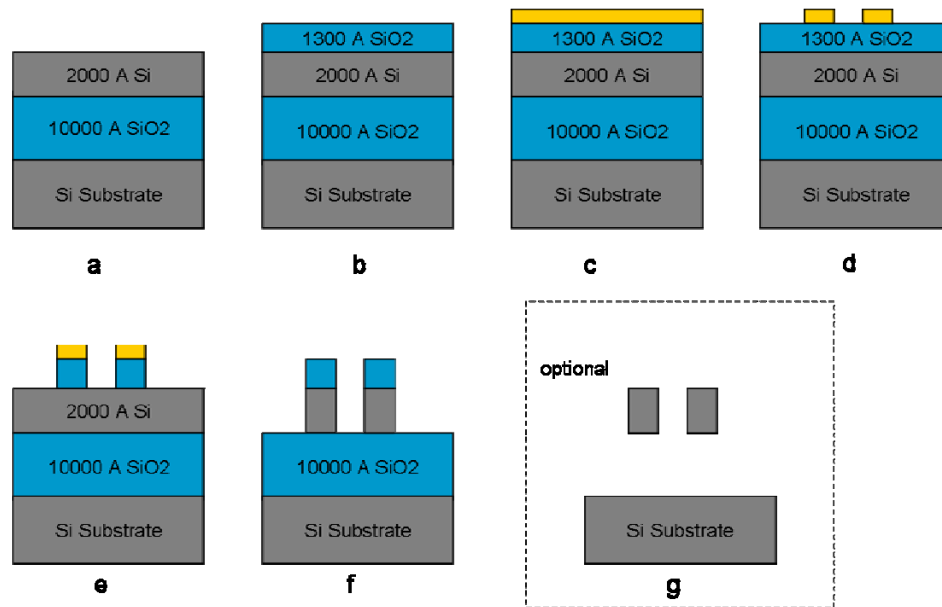 2000 A Si
10000 A SiO2
Si Substrate
a
1300 A SiO2
2000 A Si
10000 A SiO2
Si Substrate
b
1300 A SiO2
2000 A Si
10000 A SiO2
Si Substrate
c
1300 A SiO2
2000 A Si
10000 A SiO2
Si Substrate
d
2000 A Si
10000 A SiO2
Si Substrate
e
10000 A SiO2
Si Substrate
f
optional
Si Substrate
g